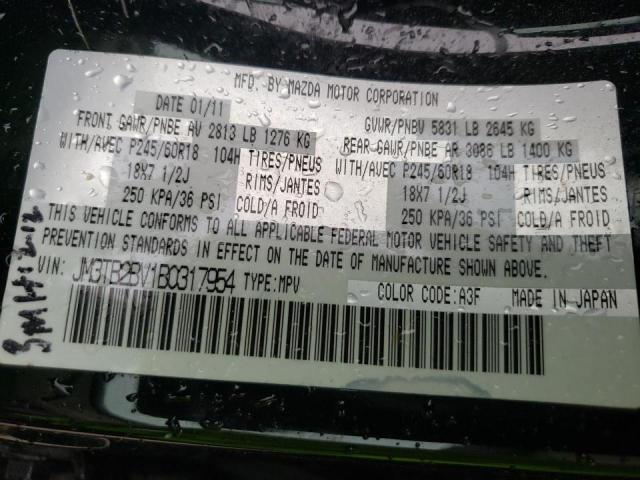 MFD. BY MAZDA MOTOR CORPORATION
DATE 01/11
GVWR/PNBV 5831 LB 2645 KG
FRONT GAWR/PNBE AV 2813 LB 1276 KG
REAR GAWR/PNBE AR 3086 LB 1400 KG
WITH/AVEC P245/60R18 104H TIRES/PNEUS
WITH/AVEC P245/60R18 104H TIRES/PNEUS
18X7 1/2J RIMS/JANTES
18X7 1/2J RIMS/JANTES
250 KPA/36 PSI COLD/A FROID
250 KPA/36 PSI COLD/A FROID
THIS VEHICLE CONFORMS TO ALL APPLICABLE FEDERAL MOTOR VEHICLE SAFETY AND THEFT
PREVENTION STANDARDS IN EFFECT ON THE DATE OF MANUFACTURE SHOWN ABOVE.
VIN: JM3TB2BV1B0317954 TYPE: MPV
COLOR CODE: A3F MADE IN JAPAN